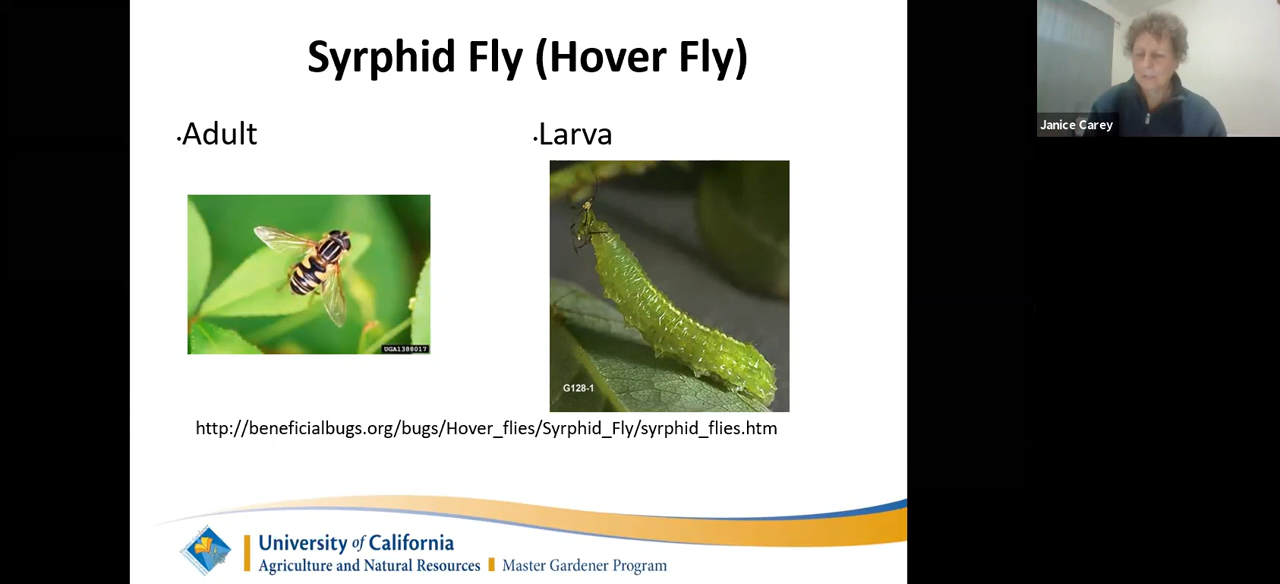 Syrphid Fly (Hover Fly)
·Adult
·Larva
UGA1388017
G128-1
http://beneficialbugs.org/bugs/Hover_flies/Syrphid_Fly/syrphid_flies.htm
University of California
Agriculture and Natural Resources Master Gardener Program
Janice Carey